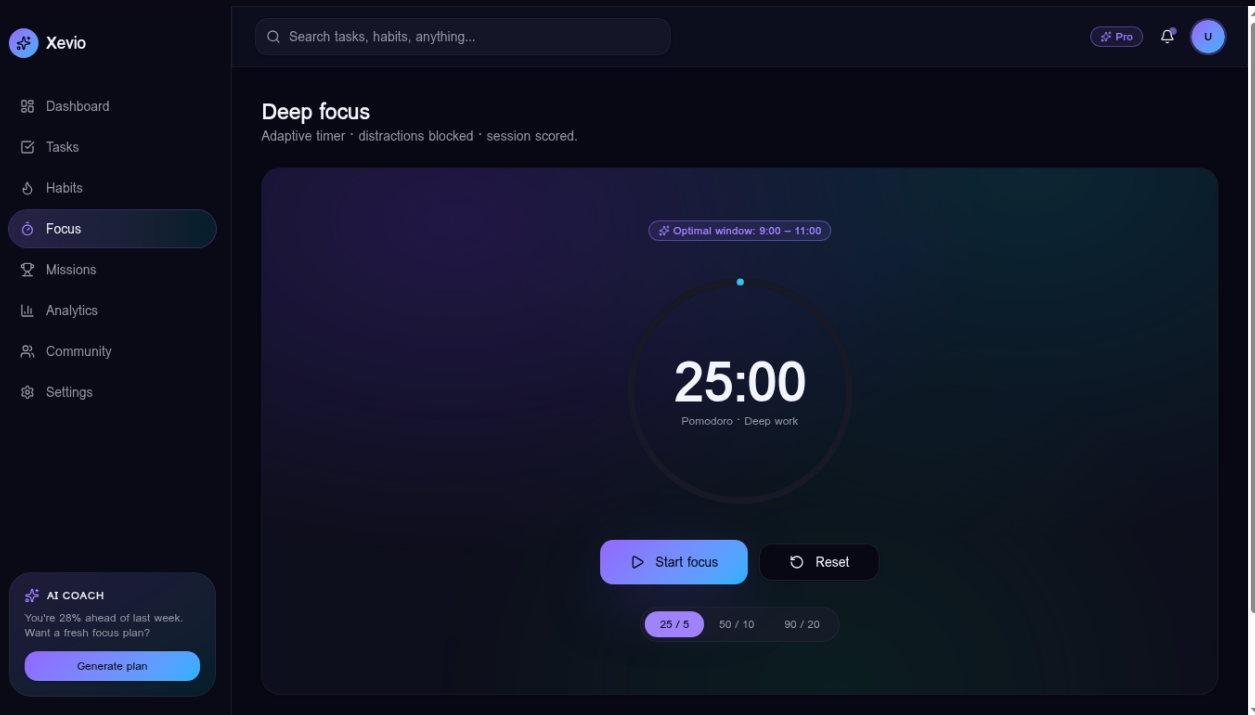 Xevio
Search tasks, habits, anything...
Pro
U
Dashboard
Tasks
Habits
Focus
Missions
Analytics
Community
Settings
AI COACH
You're 28% ahead of last week.
Want a fresh focus plan?
Generate plan
Deep focus
Adaptive timer · distractions blocked · session scored.
Optimal window: 9:00 – 11:00
25:00
Pomodoro · Deep work
Start focus
Reset
25 / 5
50 / 10
90 / 20